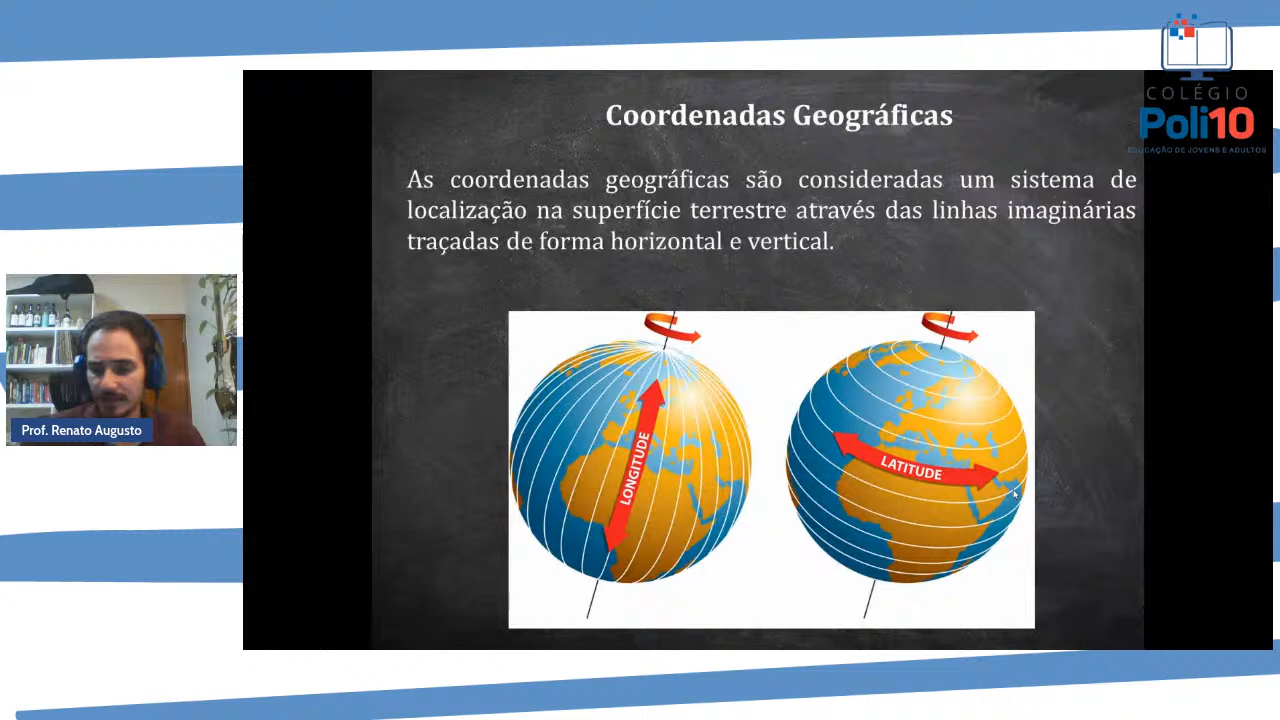 COLÉGIO
Poli10
EDUCAÇÃO DE JOVENS E ADULTOS
Coordenadas Geográficas
As coordenadas geográficas são consideradas um sistema de
localização na superfície terrestre através das linhas imaginárias
traçadas de forma horizontal e vertical.
LONGITUDE
LATITUDE
Prof. Renato Augusto